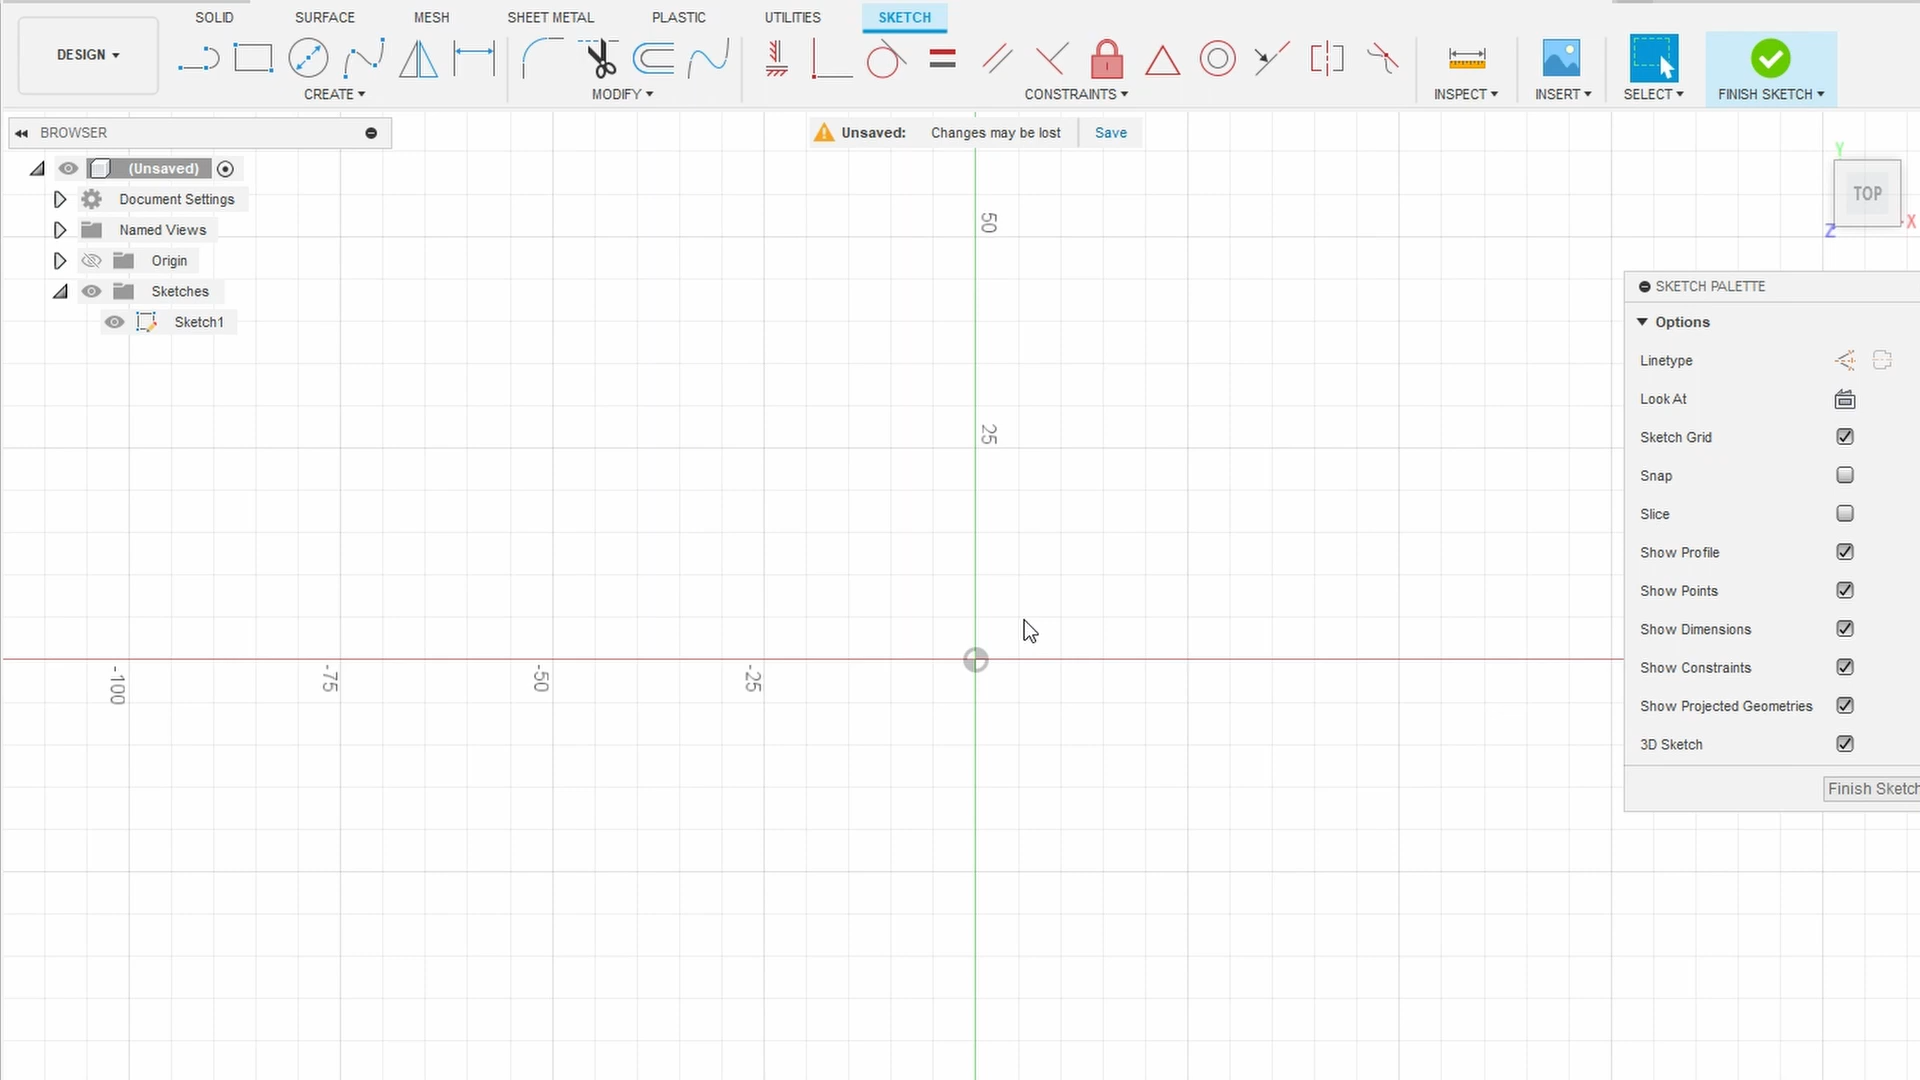 SOLID SURFACE MESH SHEET METAL PLASTIC UTILITIES SKETCH
DESIGN
CREATE MODIFY CONSTRAINTS INSPECT INSERT SELECT FINISH SKETCH
BROWSER
Unsaved: Changes may be lost Save
(Unsaved)
Document Settings
Named Views
Origin
Sketches
Sketch1
Y
TOP
X
Z
50
25
-100
-75
-50
-25
SKETCH PALETTE
Options
Linetype
Look At
Sketch Grid
Snap
Slice
Show Profile
Show Points
Show Dimensions
Show Constraints
Show Projected Geometries
3D Sketch
Finish Sketch